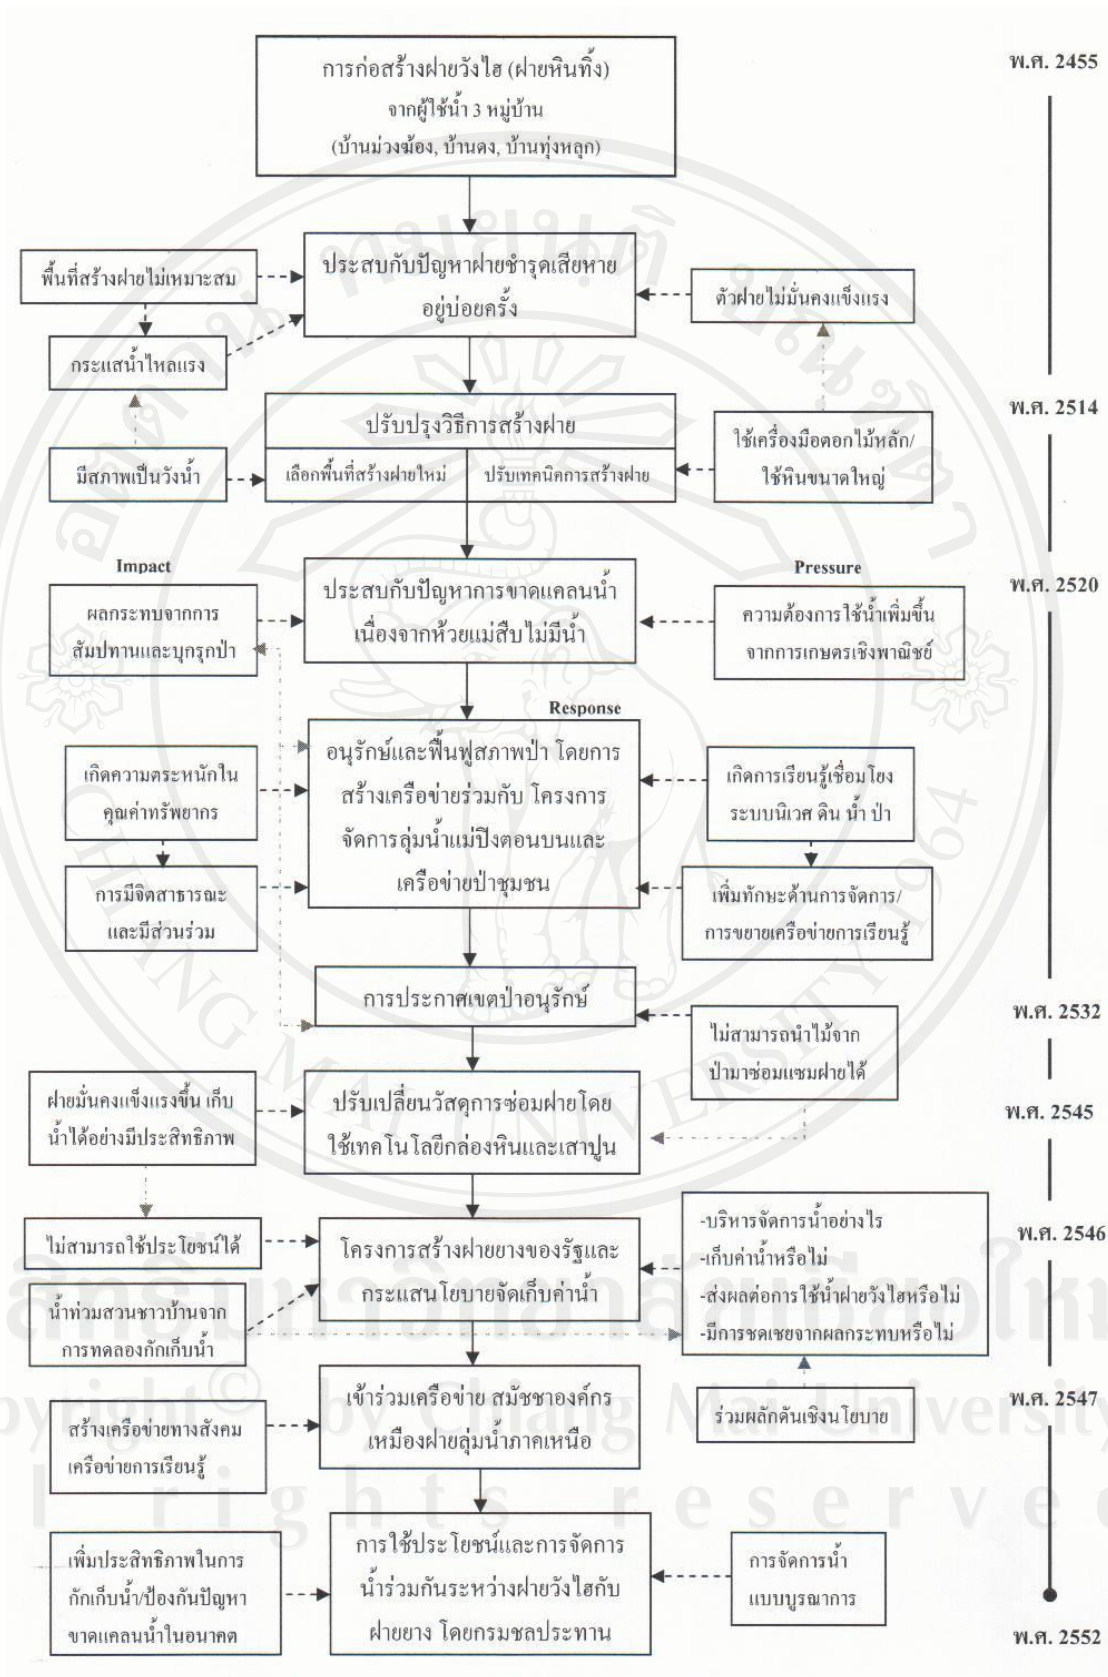 พ.ศ. 2455
การก่อสร้างฝายวังไฮ (ฝายหินทิ้ง)
จากผู้ใช้น้ำ 3 หมู่บ้าน
(บ้านม่วงฆ้อง, บ้านดง, บ้านทุ่งหลุก)
พื้นที่สร้างฝายไม่เหมาะสม
ประสบกับปัญหาฝายชำรุดเสียหาย
อยู่บ่อยครั้ง
ตัวฝายไม่มั่นคงแข็งแรง
กระแสน้ำไหลแรง
พ.ศ. 2514
ปรับปรุงวิธีการสร้างฝาย
เลือกพื้นที่สร้างฝายใหม่
ปรับเทคนิคการสร้างฝาย
มีสภาพเป็นวังน้ำ
ใช้เครื่องมือตอกไม้หลัก/
ใช้หินขนาดใหญ่
พ.ศ. 2520
Impact
ผลกระทบจากการ
สัมปทานและบุกรุกป่า
ประสบกับปัญหาการขาดแคลนน้ำ
เนื่องจากห้วยแม่สืบไม่มีน้ำ
Pressure
ความต้องการใช้น้ำเพิ่มขึ้น
จากการเกษตรเชิงพาณิชย์
Response
อนุรักษ์และฟื้นฟูสภาพป่า โดยการ
สร้างเครือข่ายร่วมกับ โครงการ
จัดการลุ่มน้ำแม่ปิงตอนบนและ
เครือข่ายป่าชุมชน
เกิดความตระหนักใน
คุณค่าทรัพยากร
การมีจิตสาธารณะ
และมีส่วนร่วม
เกิดการเรียนรู้เชื่อมโยง
ระบบนิเวศ ดิน น้ำ ป่า
เพิ่มทักษะด้านการจัดการ/
การขยายเครือข่ายการเรียนรู้
การประกาศเขตป่าอนุรักษ์
พ.ศ. 2532
ไม่สามารถนำไม้จาก
ป่ามาซ่อมแซมฝายได้
ฝายมั่นคงแข็งแรงขึ้น เก็บ
น้ำได้อย่างมีประสิทธิภาพ
ปรับเปลี่ยนวัสดุการซ่อมฝายโดย
ใช้เทคโนโลยีกล่องหินและเสาปูน
พ.ศ. 2545
ไม่สามารถใช้ประโยชน์ได้
น้ำท่วมสวนชาวบ้านจาก
การทดลองกักเก็บน้ำ
โครงการสร้างฝายยางของรัฐและ
กระแสนโยบายจัดเก็บค่าน้ำ
-บริหารจัดการน้ำอย่างไร
-เก็บค่าน้ำหรือไม่
-ส่งผลต่อการใช้น้ำฝายวังไฮหรือไม่
-มีการชดเชยจากผลกระทบหรือไม่
พ.ศ. 2546
สร้างเครือข่ายทางสังคม
เครือข่ายการเรียนรู้
เข้าร่วมเครือข่าย สมัชชาองค์กร
เหมืองฝายลุ่มน้ำภาคเหนือ
ร่วมผลักดันเชิงนโยบาย
พ.ศ. 2547
เพิ่มประสิทธิภาพในการ
กักเก็บน้ำ/ป้องกันปัญหา
ขาดแคลนน้ำในอนาคต
การใช้ประโยชน์และการจัดการ
น้ำร่วมกันระหว่างฝายวังไฮกับ
ฝายยาง โดยกรมชลประทาน
การจัดการน้ำ
แบบบูรณาการ
พ.ศ. 2552
CHIANG MAI UNIVERSITY 1964
by Chiang Mai University
rights reserve